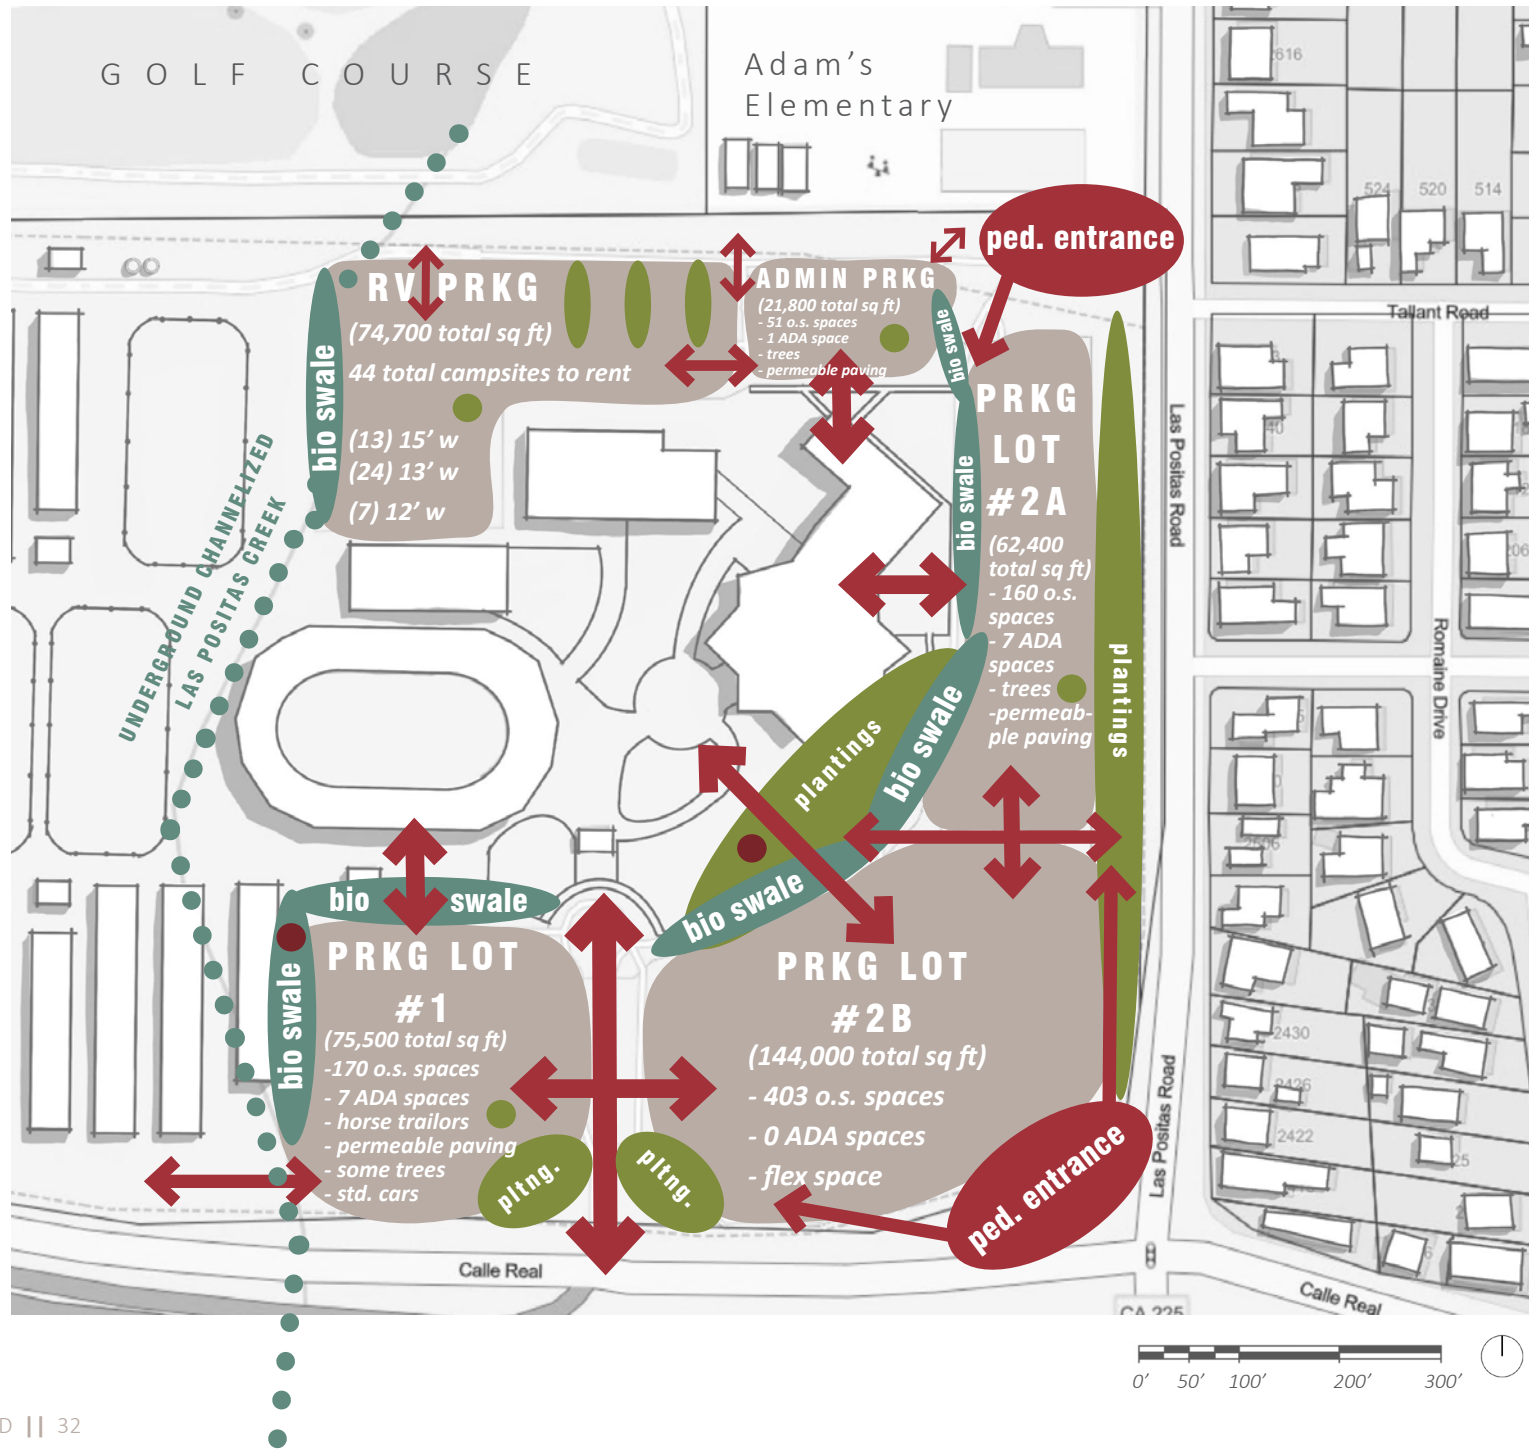 GOLF COURSE
Adam's
Elementary
616
524
520
514
ped. entrance
Tallant Road
RV PRKG
(74,700 total sq ft)
44 total campsites to rent
(13) 15' w
(24) 13' w
(7) 12' w
bio swale
ADMIN PRKG
(21,800 total sq ft)
- 51 o.s. spaces
- 1 ADA space
- trees
- permeable paving
bio swale
PRKG
LOT
#2A
(62,400
total sq ft)
- 160 o.s.
spaces
- 7 ADA
spaces
- trees
-permeab-
ple paving
bio swale
plantings
Las Positas Road
Romaine Drive
UNDERGROUND CHANNELIZED
LAS POSITAS CREEK
plantings
bio swale
bio swale
bio swale
bio swale
PRKG LOT
#1
(75,500 total sq ft)
-170 o.s. spaces
- 7 ADA spaces
- horse trailors
- permeable paving
- some trees
- std. cars
pltng.
pltng.
PRKG LOT
#2B
(144,000 total sq ft)
- 403 o.s. spaces
- 0 ADA spaces
- flex space
ped. entrance
Las Positas Road
2430
2426
2422
Calle Real
Calle Real
CA 225
0' 50' 100' 200' 300'
D || 32